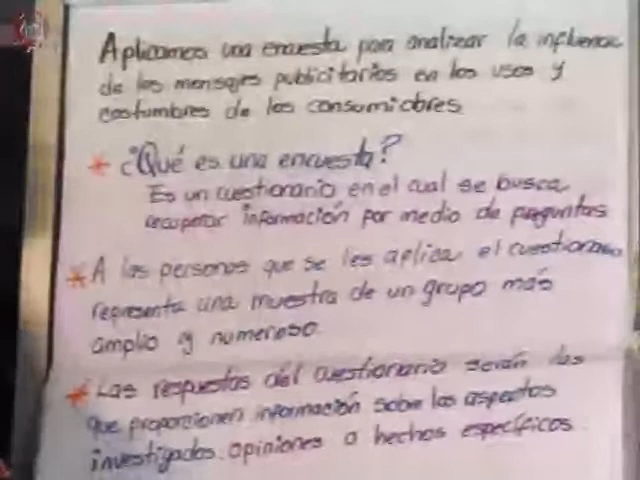 Aplicamos una encuesta para analizar la influencia
de los mensajes publicitarios en los usos y
costumbres de los consumidores
* ¿Qué es una encuesta?
Es un cuestionario en el cual se busca
recuperar información por medio de preguntas
* A las personas que se les aplica el cuestionario
representa una muestra de un grupo más
amplio y numeroso.
* Las respuestas del cuestionario serán las
que proporcionen información sobre los aspectos
investigados, opiniones o hechos específicos.